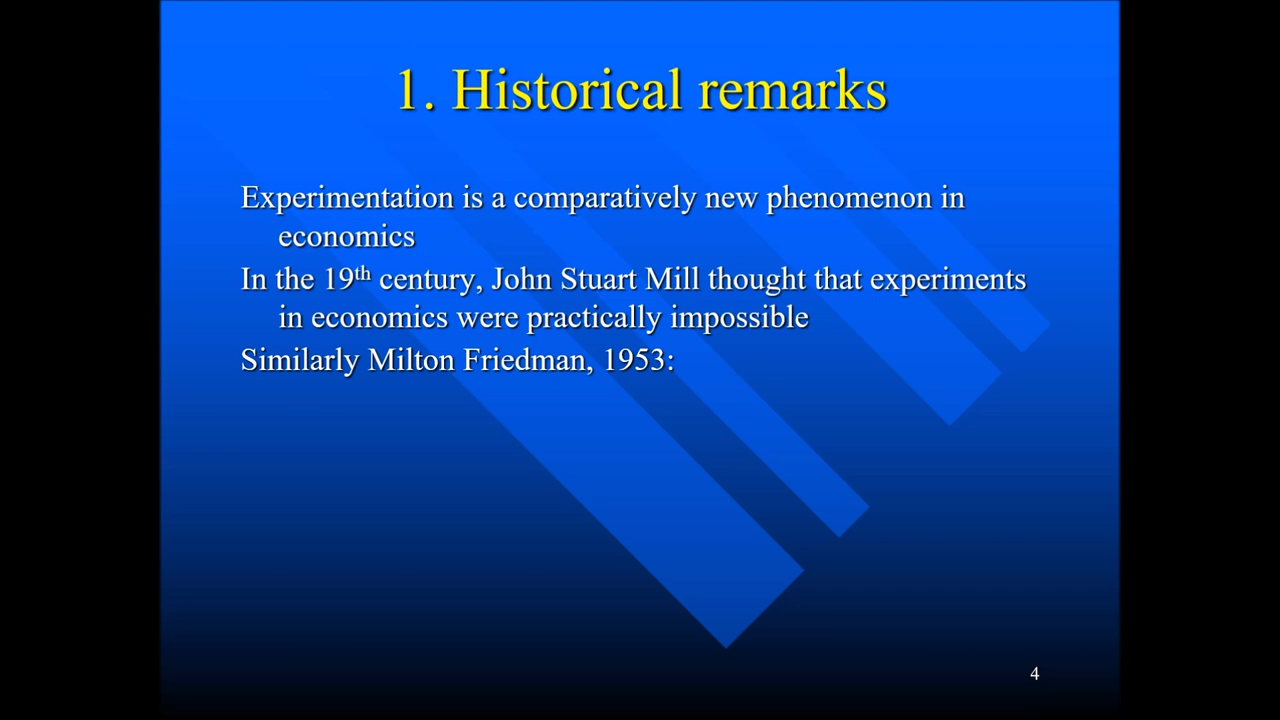 1. Historical remarks
Experimentation is a comparatively new phenomenon in
economics
In the 19th century, John Stuart Mill thought that experiments
in economics were practically impossible
Similarly Milton Friedman, 1953:
4